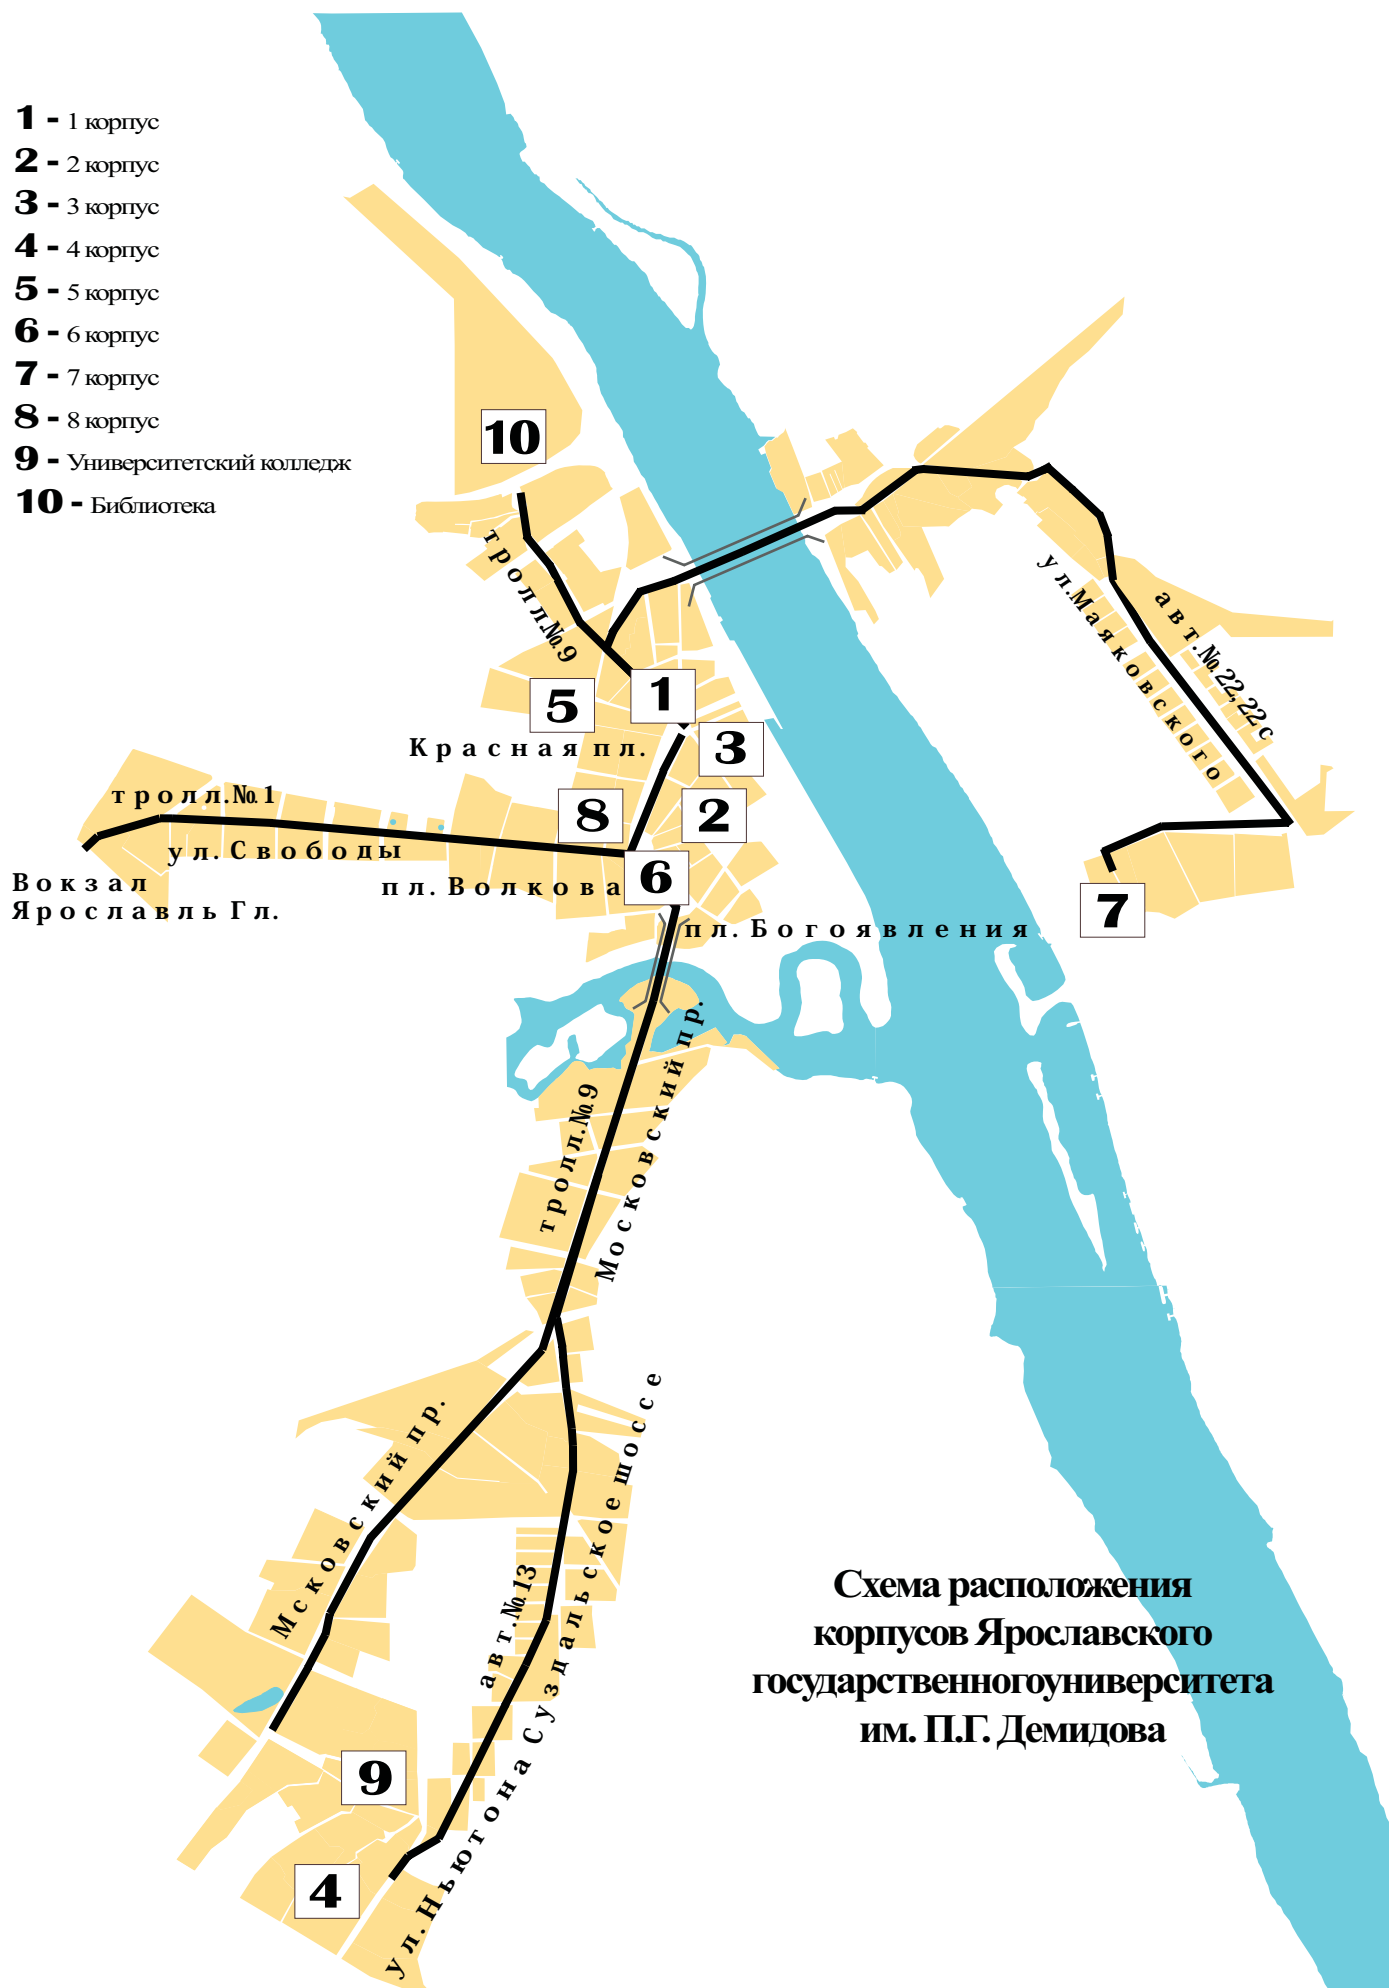 1 - 1 корпус
2 - 2 корпус
3 - 3 корпус
4 - 4 корпус
5 - 5 корпус
6 - 6 корпус
7 - 7 корпус
8 - 8 корпус
9 - Университетский колледж
10 - Библиотека
10
тролл.№9
ул.Маяковского
авт.№22,22с
1
5
3
Красная пл.
тролл.№1
8
2
ул. Свободы
6
Вокзал
Ярославль Гл.
пл. Волкова
7
пл. Богоявления
Московский пр.
тролл.№9
Мсковский пр.
авт.№13
Суздальское шоссе
ул. Ньютона
9
4
Схема расположения
корпусов Ярославского
государственногоуниверситета
им. П.Г. Демидова